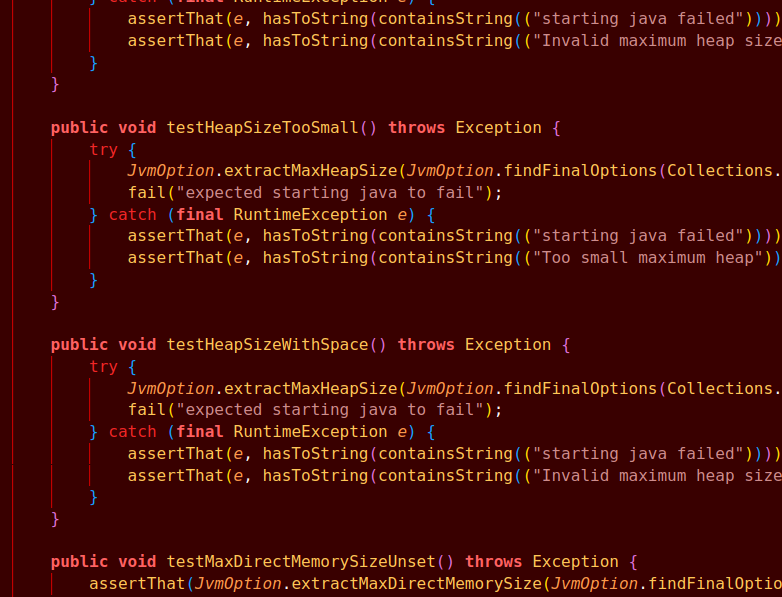 } catch (final RuntimeException e) {
assertThat(e, hasToString(containsString(("starting java failed"))))
assertThat(e, hasToString(containsString(("Invalid maximum heap size
}
}
public void testHeapSizeTooSmall() throws Exception {
try {
JvmOption.extractMaxHeapSize(JvmOption.findFinalOptions(Collections.
fail("expected starting java to fail");
} catch (final RuntimeException e) {
assertThat(e, hasToString(containsString(("starting java failed"))))
assertThat(e, hasToString(containsString(("Too small maximum heap"))
}
}
public void testHeapSizeWithSpace() throws Exception {
try {
JvmOption.extractMaxHeapSize(JvmOption.findFinalOptions(Collections.
fail("expected starting java to fail");
} catch (final RuntimeException e) {
assertThat(e, hasToString(containsString(("starting java failed"))))
assertThat(e, hasToString(containsString(("Invalid maximum heap size
}
}
public void testMaxDirectMemorySizeUnset() throws Exception {
assertThat(JvmOption.extractMaxDirectMemorySize(JvmOption.findFinalOptio